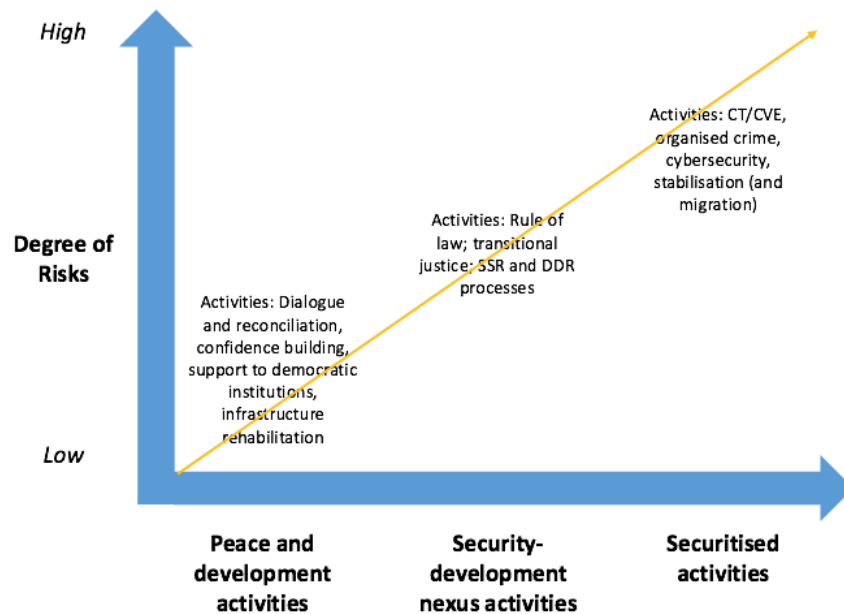 High
Degree of
Risks
Low
Activities: CT/CVE,
organised crime,
cybersecurity,
stabilisation (and
migration)
Activities: Rule of
law; transitional
justice; SSR and DDR
processes
Activities: Dialogue
and reconciliation,
confidence building,
support to democratic
institutions,
infrastructure
rehabilitation
Peace and
development
activities
Security-
development
nexus activities
Securitised
activities